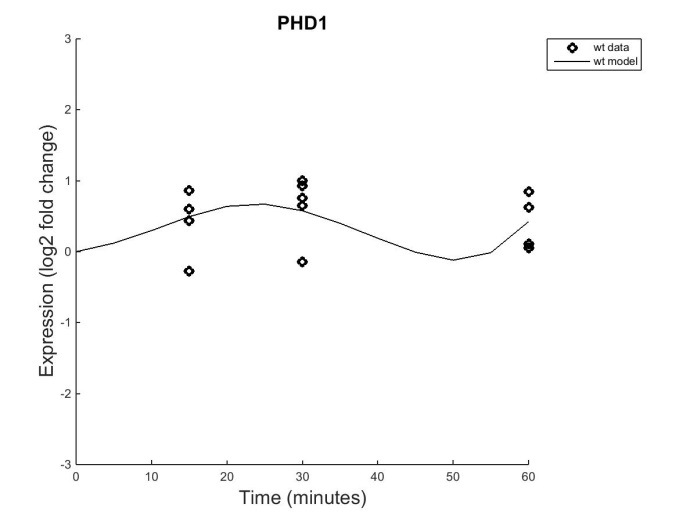 PHD1
wt data
wt model
Expression (log2 fold change)
3
2
1
0
-1
-2
-3
0 10 20 30 40 50 60
Time (minutes)